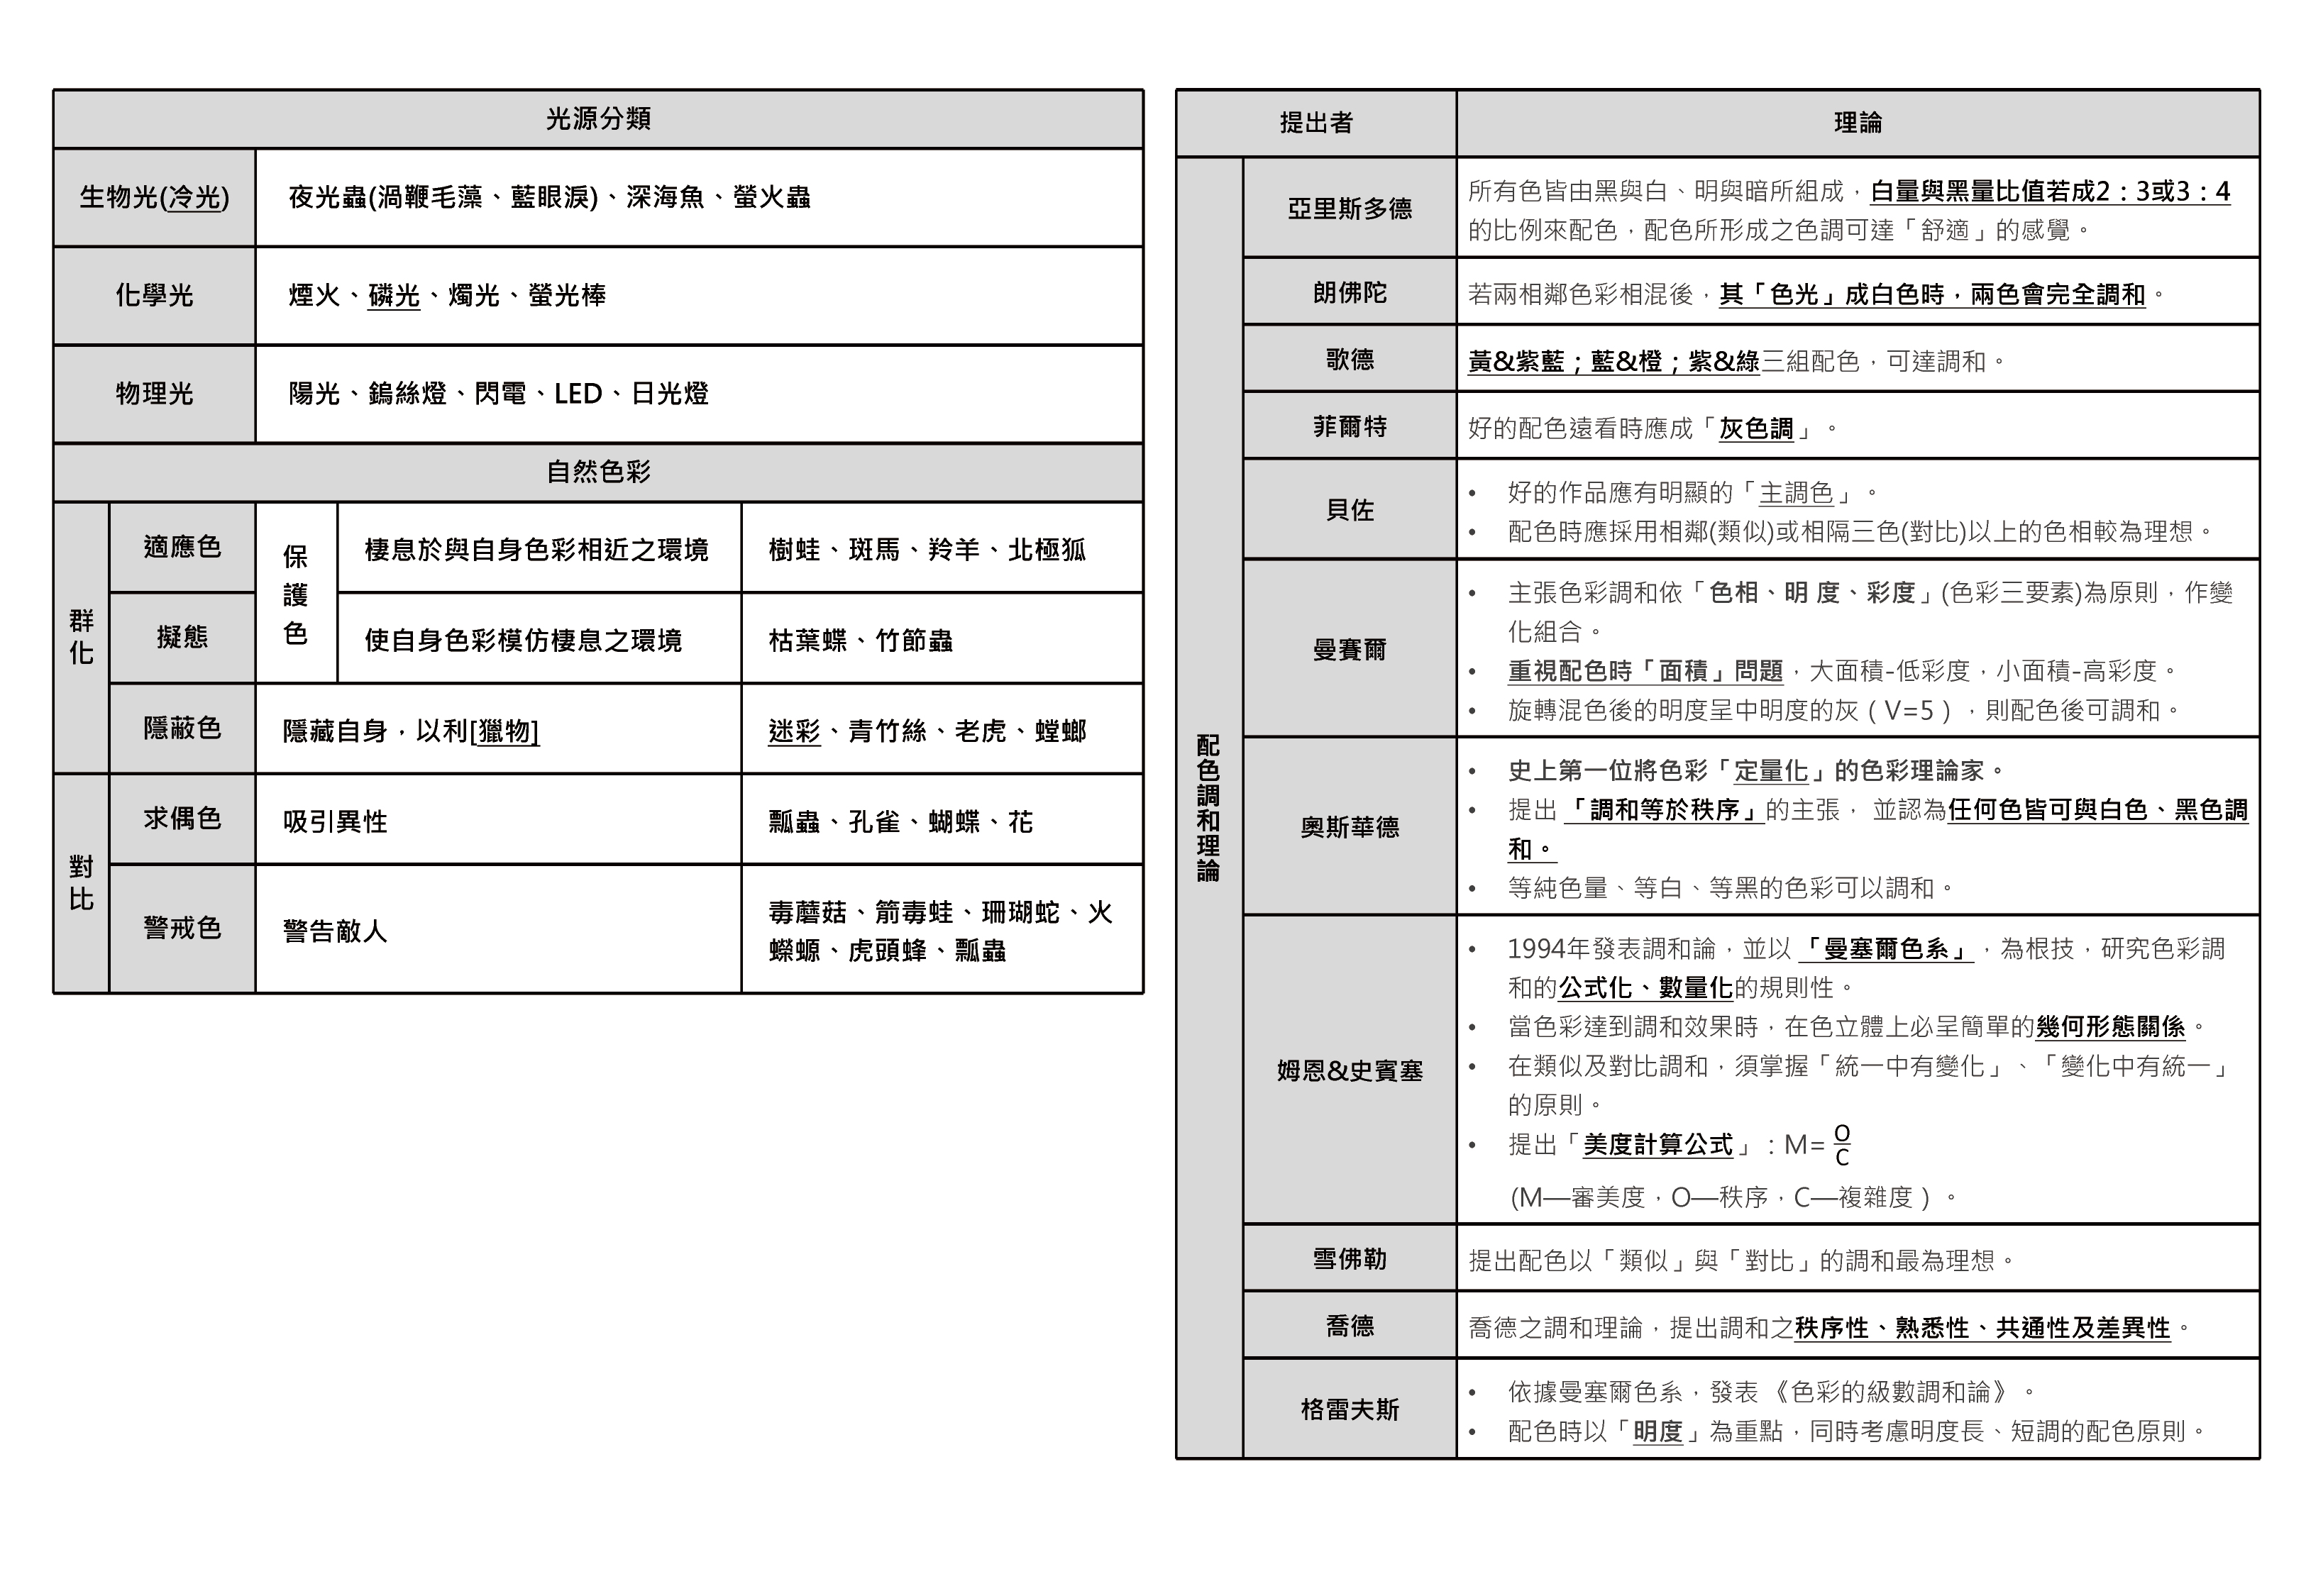 光源分類
生物光(冷光)
夜光蟲(渦鞭毛藻、藍眼淚)、深海魚、螢火蟲
化學光
煙火、磷光、燭光、螢光棒
物理光
陽光、鎢絲燈、閃電、LED、日光燈
自然色彩
群化
適應色
保護色
棲息於與自身色彩相近之環境
樹蛙、斑馬、羚羊、北極狐
擬態
使自身色彩模仿棲息之環境
枯葉蝶、竹節蟲
隱蔽色
隱藏自身，以利[獵物]
迷彩、青竹絲、老虎、螳螂
對比
求偶色
吸引異性
瓢蟲、孔雀、蝴蝶、花
警戒色
警告敵人
毒蘑菇、箭毒蛙、珊瑚蛇、火
蠑螈、虎頭蜂、瓢蟲
提出者
理論
配色調和理論
亞里斯多德
所有色皆由黑與白、明與暗所組成，白量與黑量比值若成2：3或3：4
的比例來配色，配色所形成之色調可達「舒適」的感覺。
朗佛陀
若兩相鄰色彩相混後，其「色光」成白色時，兩色會完全調和。
歌德
黃&紫藍；藍&橙；紫&綠三組配色，可達調和。
菲爾特
好的配色遠看時應成「灰色調」。
貝佐
• 好的作品應有明顯的「主調色」。
• 配色時應採用相鄰(類似)或相隔三色(對比)以上的色相較為理想。
曼賽爾
• 主張色彩調和依「色相、明 度、彩度」(色彩三要素)為原則，作變
化組合。
• 重視配色時「面積」問題，大面積-低彩度，小面積-高彩度。
• 旋轉混色後的明度呈中明度的灰（V=5），則配色後可調和。
奧斯華德
• 史上第一位將色彩「定量化」的色彩理論家。
• 提出「調和等於秩序」的主張， 並認為任何色皆可與白色、黑色調
和。
• 等純色量、等白、等黑的色彩可以調和。
姆恩&史賓塞
• 1994年發表調和論，並以「曼塞爾色系」，為根技，研究色彩調
和的公式化、數量化的規則性。
• 當色彩達到調和效果時，在色立體上必呈簡單的幾何形態關係。
• 在類似及對比調和，須掌握「統一中有變化」、「變化中有統一」
的原則。
• 提出「美度計算公式」：M= O/C
(M—審美度，O—秩序，C—複雜度）。
雪佛勒
提出配色以「類似」與「對比」的調和最為理想。
喬德
喬德之調和理論，提出調和之秩序性、熟悉性、共通性及差異性。
格雷夫斯
• 依據曼塞爾色系，發表《色彩的級數調和論》。
• 配色時以「明度」為重點，同時考慮明度長、短調的配色原則。